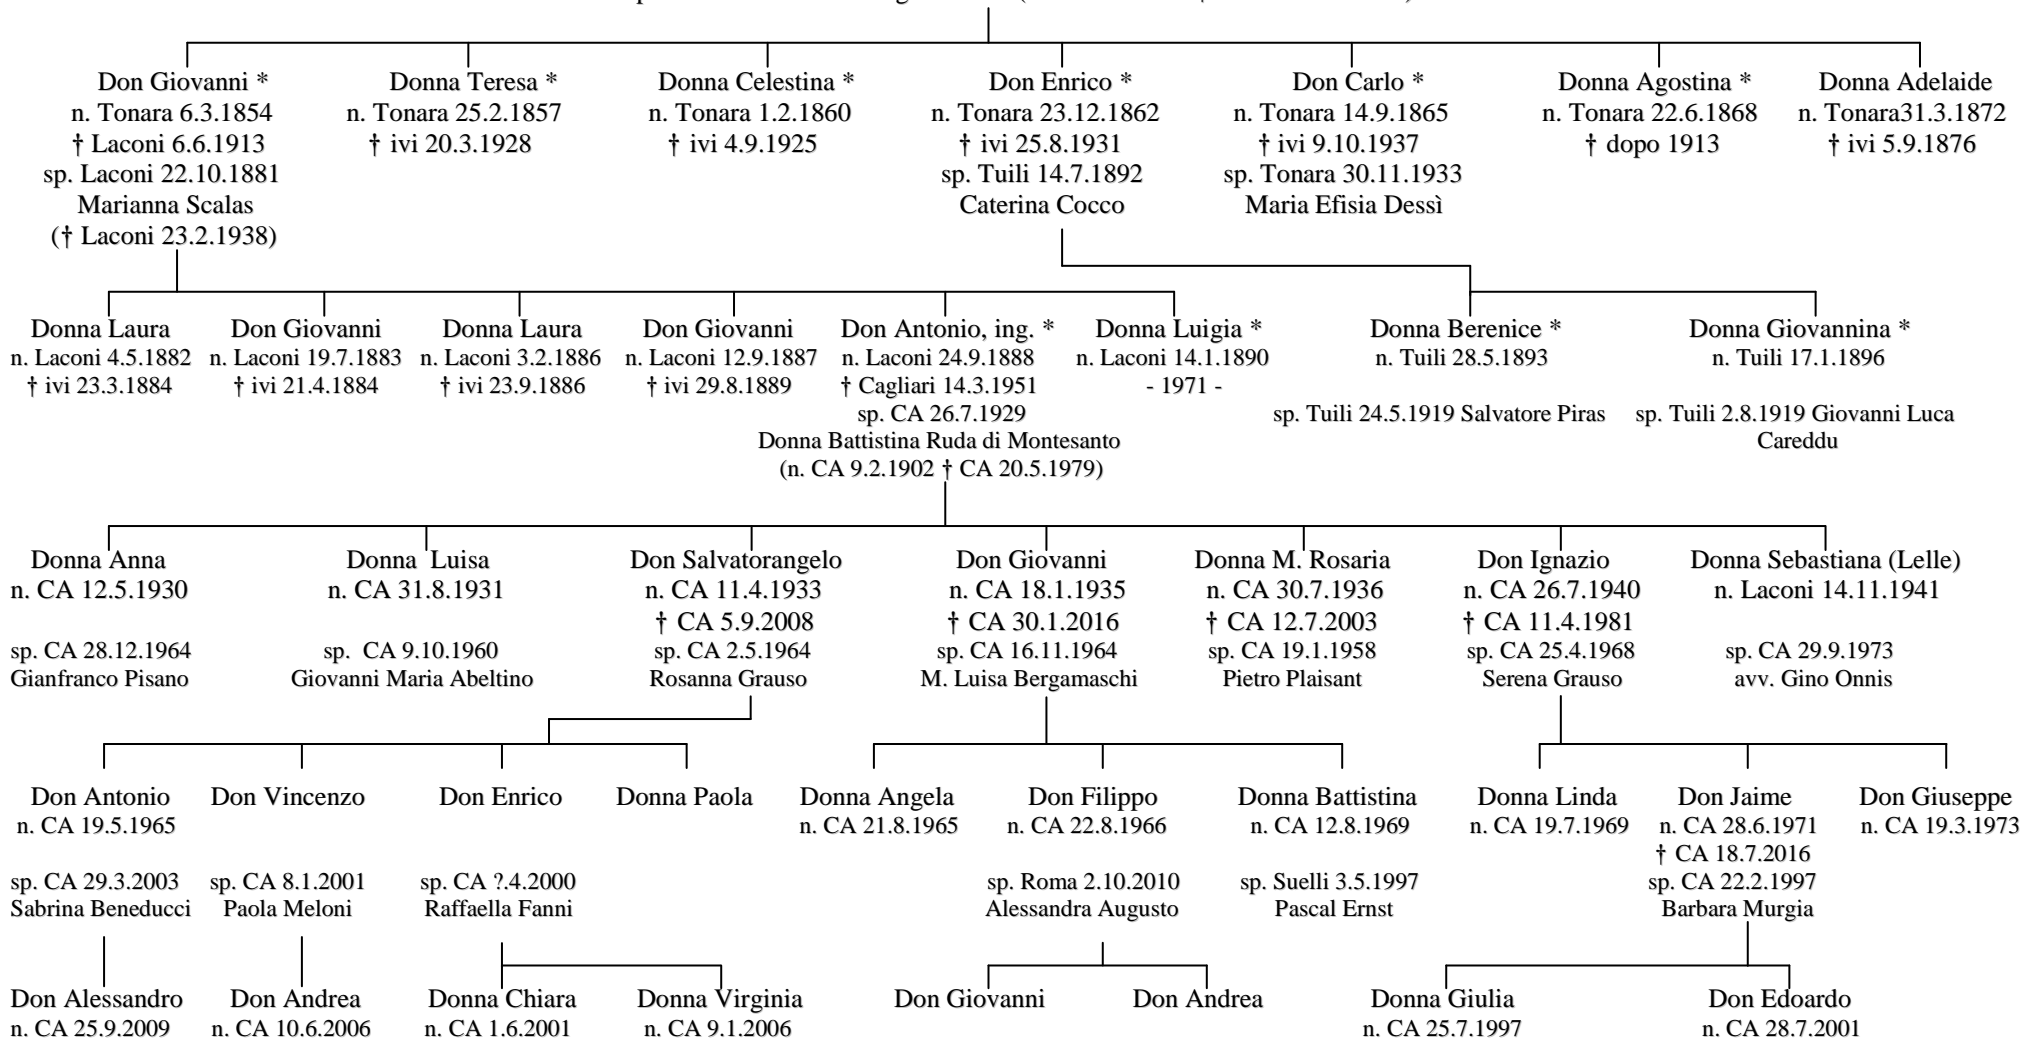 Don Giovanni *
n. Tonara 6.3.1854
† Laconi 6.6.1913
sp. Laconi 22.10.1881
Marianna Scalas
(† Laconi 23.2.1938)
Donna Teresa *
n. Tonara 25.2.1857
† ivi 20.3.1928
Donna Celestina *
n. Tonara 1.2.1860
† ivi 4.9.1925
Don Enrico *
n. Tonara 23.12.1862
† ivi 25.8.1931
sp. Tuili 14.7.1892
Caterina Cocco
Don Carlo *
n. Tonara 14.9.1865
† ivi 9.10.1937
sp. Tonara 30.11.1933
Maria Efisia Dessì
Donna Agostina *
n. Tonara 22.6.1868
† dopo 1913
Donna Adelaide
n. Tonara31.3.1872
† ivi 5.9.1876
Donna Laura
n. Laconi 4.5.1882
† ivi 23.3.1884
Don Giovanni
n. Laconi 19.7.1883
† ivi 21.4.1884
Donna Laura
n. Laconi 3.2.1886
† ivi 23.9.1886
Don Giovanni
n. Laconi 12.9.1887
† ivi 29.8.1889
Don Antonio, ing. *
n. Laconi 24.9.1888
† Cagliari 14.3.1951
sp. CA 26.7.1929
Donna Battistina Ruda di Montesanto
(n. CA 9.2.1902 † CA 20.5.1979)
Donna Luigia *
n. Laconi 14.1.1890
- 1971 -
Donna Berenice *
n. Tuili 28.5.1893
sp. Tuili 24.5.1919 Salvatore Piras
Donna Giovannina *
n. Tuili 17.1.1896
sp. Tuili 2.8.1919 Giovanni Luca
Careddu
Donna Anna
n. CA 12.5.1930
sp. CA 28.12.1964
Gianfranco Pisano
Donna Luisa
n. CA 31.8.1931
sp. CA 9.10.1960
Giovanni Maria Abeltino
Don Salvatorangelo
n. CA 11.4.1933
† CA 5.9.2008
sp. CA 2.5.1964
Rosanna Grauso
Don Giovanni
n. CA 18.1.1935
† CA 30.1.2016
sp. CA 16.11.1964
M. Luisa Bergamaschi
Donna M. Rosaria
n. CA 30.7.1936
† CA 12.7.2003
sp. CA 19.1.1958
Pietro Plaisant
Don Ignazio
n. CA 26.7.1940
† CA 11.4.1981
sp. CA 25.4.1968
Serena Grauso
Donna Sebastiana (Lelle)
n. Laconi 14.11.1941
sp. CA 29.9.1973
avv. Gino Onnis
Don Antonio
n. CA 19.5.1965
sp. CA 29.3.2003
Sabrina Beneducci
Don Vincenzo
sp. CA 8.1.2001
Paola Meloni
Don Enrico
sp. CA ?.4.2000
Raffaella Fanni
Donna Paola
Donna Angela
n. CA 21.8.1965
Don Filippo
n. CA 22.8.1966
sp. Roma 2.10.2010
Alessandra Augusto
Donna Battistina
n. CA 12.8.1969
sp. Suelli 3.5.1997
Pascal Ernst
Donna Linda
n. CA 19.7.1969
Don Jaime
n. CA 28.6.1971
† CA 18.7.2016
sp. CA 22.2.1997
Barbara Murgia
Don Giuseppe
n. CA 19.3.1973
Don Alessandro
n. CA 25.9.2009
Don Andrea
n. CA 10.6.2006
Donna Chiara
n. CA 1.6.2001
Donna Virginia
n. CA 9.1.2006
Don Giovanni
Don Andrea
Donna Giulia
n. CA 25.7.1997
Don Edoardo
n. CA 28.7.2001